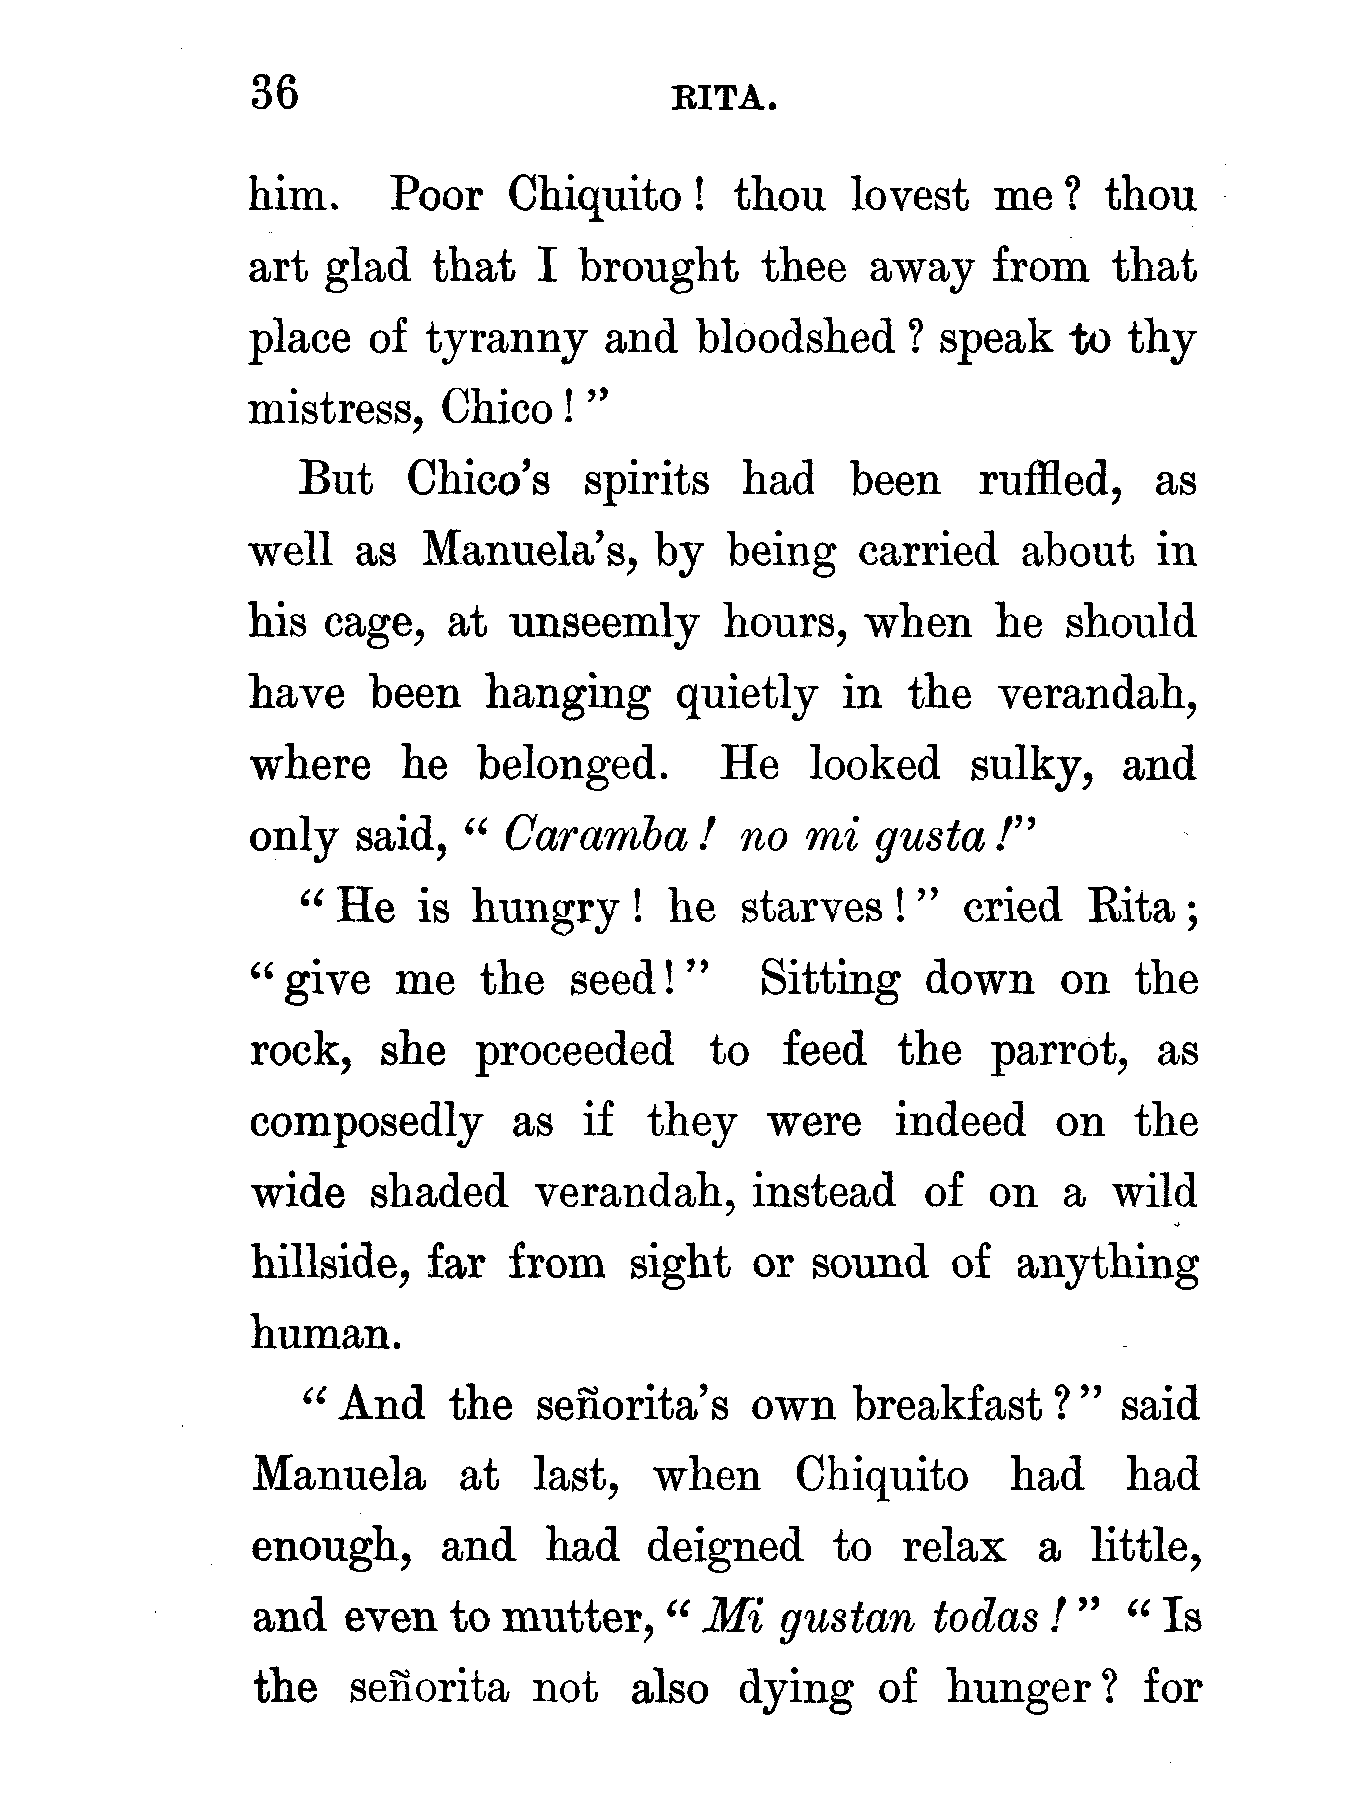 36 RITA.
him. Poor Chiquito! thou lovest me? thou
art glad that I brought thee away from that
place of tyranny and bloodshed? speak to thy
mistress, Chico!”
But Chico’s spirits had been ruffled, as
well as Manuela’s, by being carried about in
his cage, at unseemly hours, when he should
have been hanging quietly in the verandah,
where he belonged. He looked sulky, and
only said, “Caramba! no mi gusta!”
“He is hungry! he starves!” cried Rita;
“give me the seed!” Sitting down on the
rock, she proceeded to feed the parrot, as
composedly as if they were indeed on the
wide shaded verandah, instead of on a wild
hillside, far from sight or sound of anything
human.
“And the señorita’s own breakfast?” said
Manuela at last, when Chiquito had had
enough, and had deigned to relax a little,
and even to mutter, “Mi gustan todas!” “Is
the señorita not also dying of hunger? for